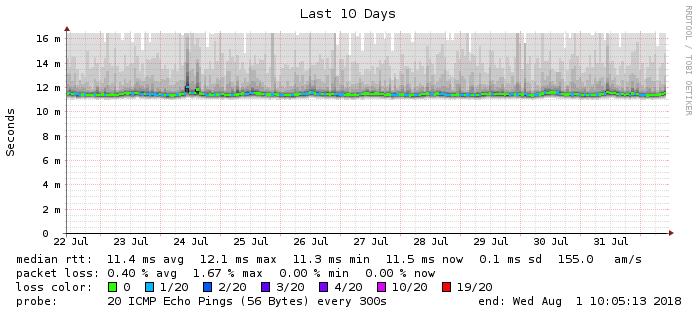 Last 10 Days
RRDTOOL / TOBI OETIKER
Seconds
16 m
14 m
12 m
10 m
8 m
6 m
4 m
2 m
0
22 Jul 23 Jul 24 Jul 25 Jul 26 Jul 27 Jul 28 Jul 29 Jul 30 Jul 31 Jul
median rtt: 11.4 ms avg 12.1 ms max 11.3 ms min 11.5 ms now 0.1 ms sd 155.0 am/s
packet loss: 0.40 % avg 1.67 % max 0.00 % min 0.00 % now
loss color: 0 1/20 2/20 3/20 4/20 10/20 19/20
probe: 20 ICMP Echo Pings (56 Bytes) every 300s end: Wed Aug 1 10:05:13 2018